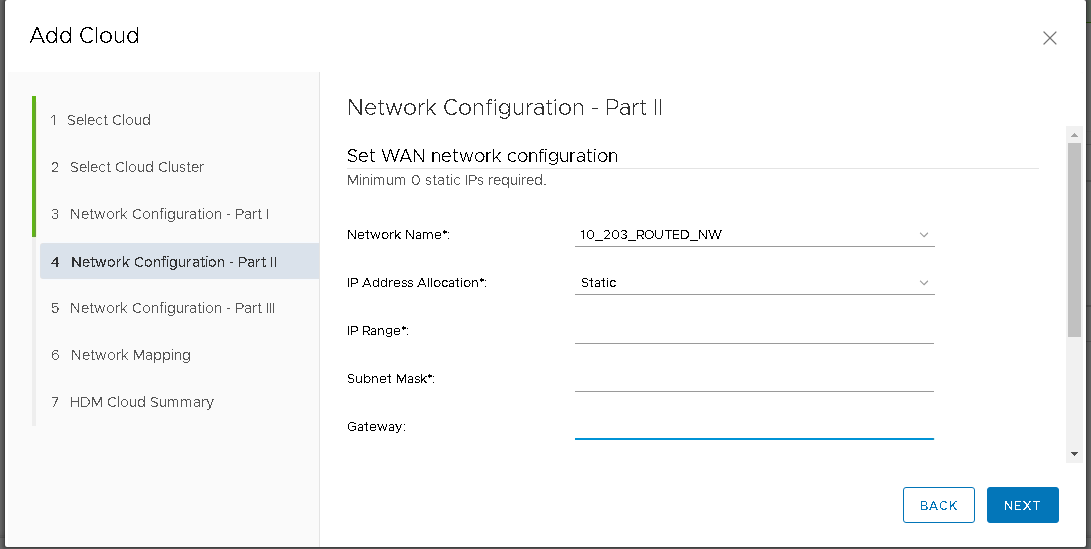 Add Cloud
1 Select Cloud
2 Select Cloud Cluster
3 Network Configuration - Part I
4 Network Configuration - Part II
5 Network Configuration - Part III
6 Network Mapping
7 HDM Cloud Summary
Network Configuration - Part II
Set WAN network configuration
Minimum 0 static IPs required.
Network Name*: 10_203_ROUTED_NW
IP Address Allocation*: Static
IP Range*:
Subnet Mask*:
Gateway:
BACK NEXT